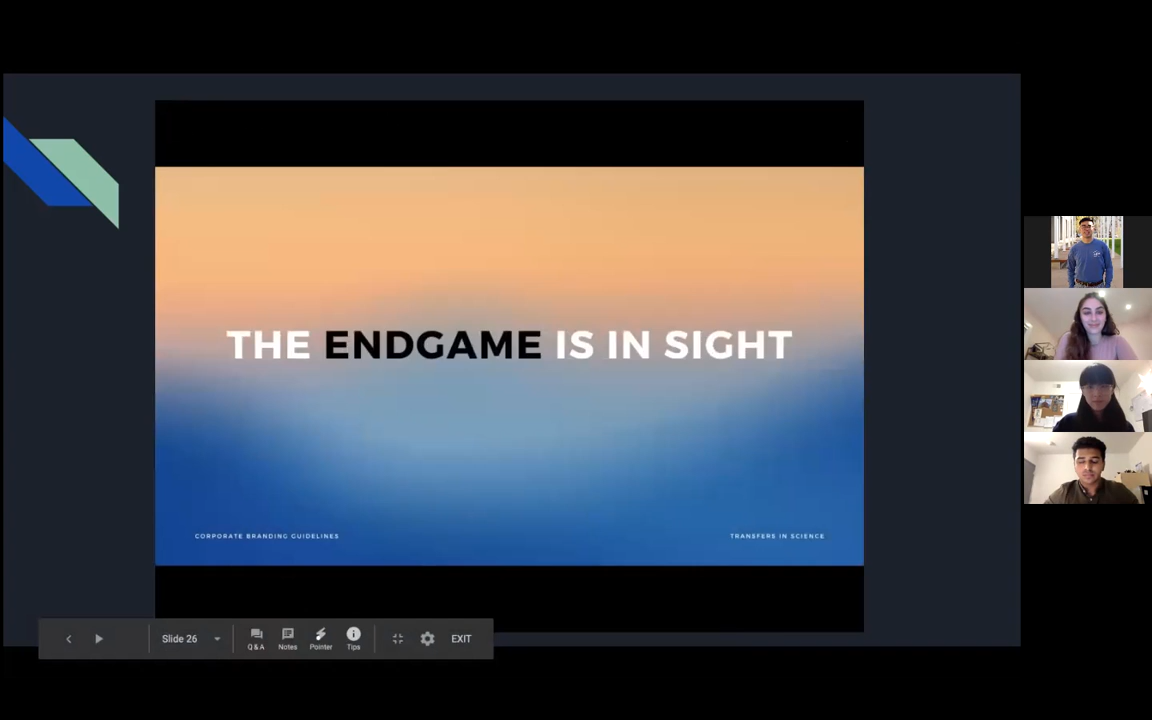 THE ENDGAME IS IN SIGHT
CORPORATE BRANDING GUIDELINES
TRANSFERS IN SCIENCE
Slide 26
Q & A
Notes
Pointer
Tips
EXIT